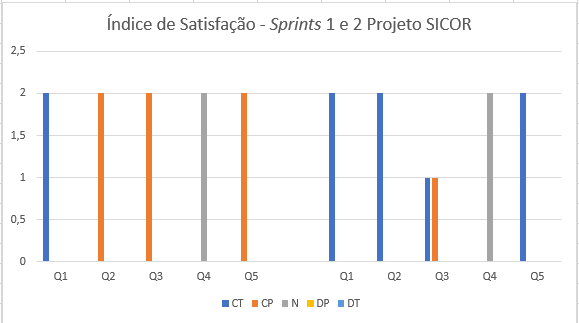 Índice de Satisfação - Sprints 1 e 2 Projeto SICOR
2,5
2
1,5
1
0,5
0
Q1 Q2 Q3 Q4 Q5 Q1 Q2 Q3 Q4 Q5
CT CP N DP DT